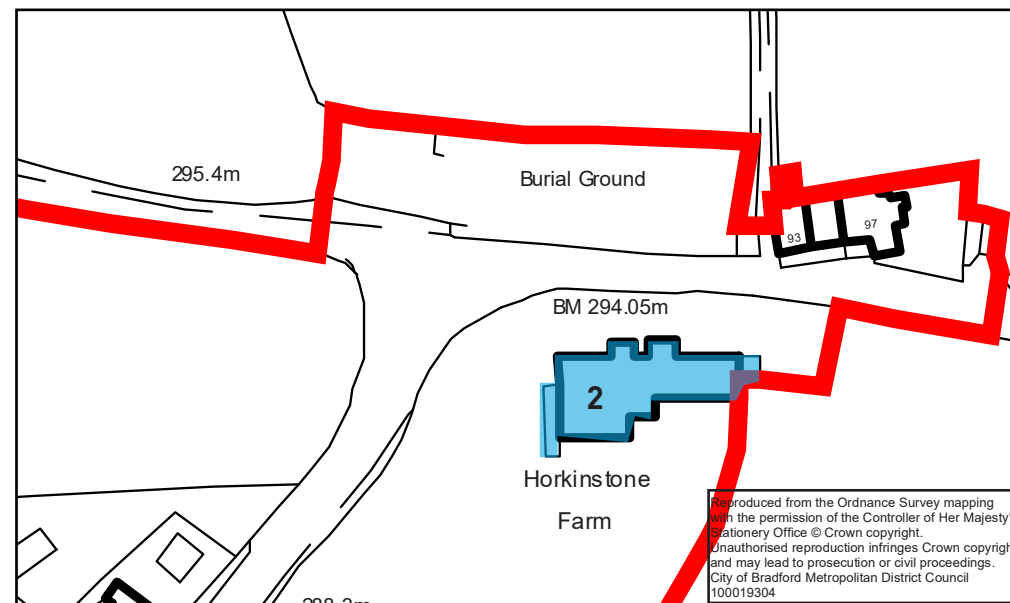 295.4m
Burial Ground
93
97
BM 294.05m
2
Horkinstone
Farm
Reproduced from the Ordnance Survey mapping
with the permission of the Controller of Her Majesty'
Stationery Office © Crown copyright.
Unauthorised reproduction infringes Crown copyrigh
and may lead to prosecution or civil proceedings.
City of Bradford Metropolitan District Council
100019304